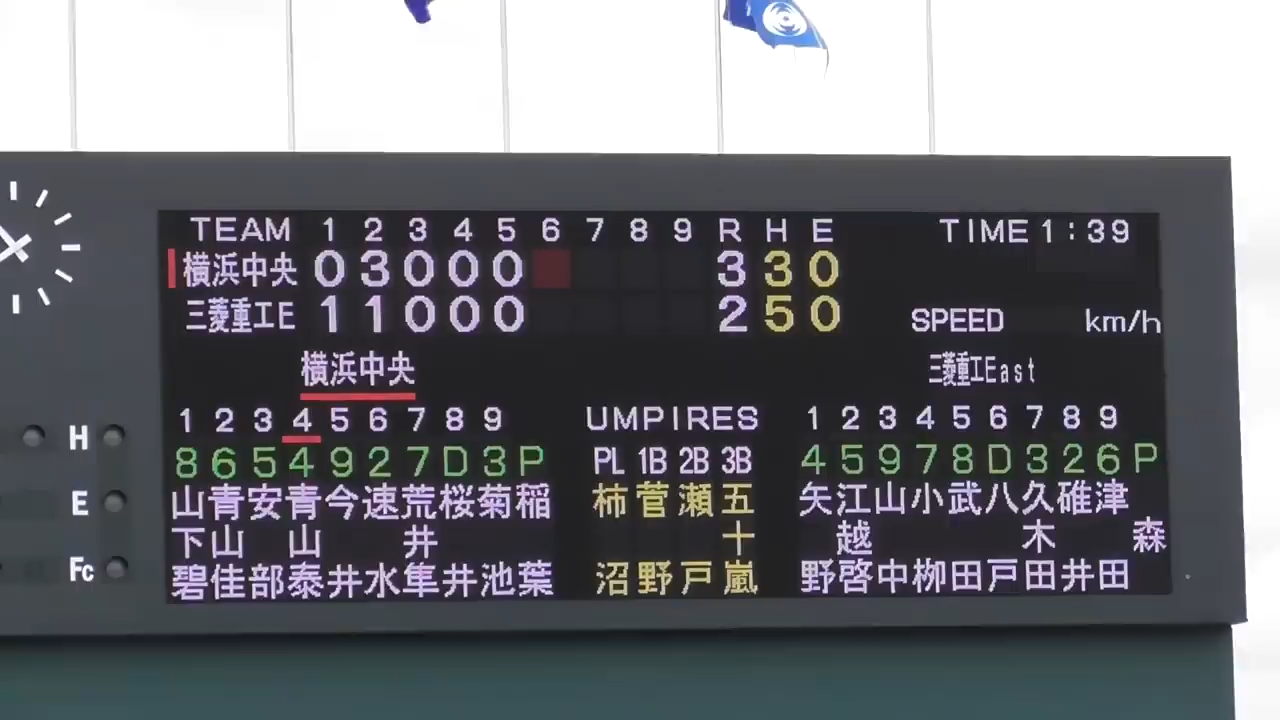 TEAM 1 2 3 4 5 6 7 8 9 R H E TIME 1:39
横浜中央 0 3 0 0 0 3 3 0
三菱重工E 1 1 0 0 0 2 5 0 SPEED km/h
横浜中央 三菱重工East
1 2 3 4 5 6 7 8 9 UMPIRES 1 2 3 4 5 6 7 8 9
H 8 6 5 4 9 2 7 D 3 P PL 1B 2B 3B 4 5 9 7 8 D 3 2 6 P
E 山 青 安 青 今 速 荒 桜 菊 稲 柿 菅 瀬 五 矢 江 山 小 武 八 久 碓 津
下 山 山 井 十 越 木 森
Fc 碧 佳 部 泰 井 水 隼 井 池 葉 沼 野 戸 嵐 野 啓 中 栁 田 戸 田 井 田